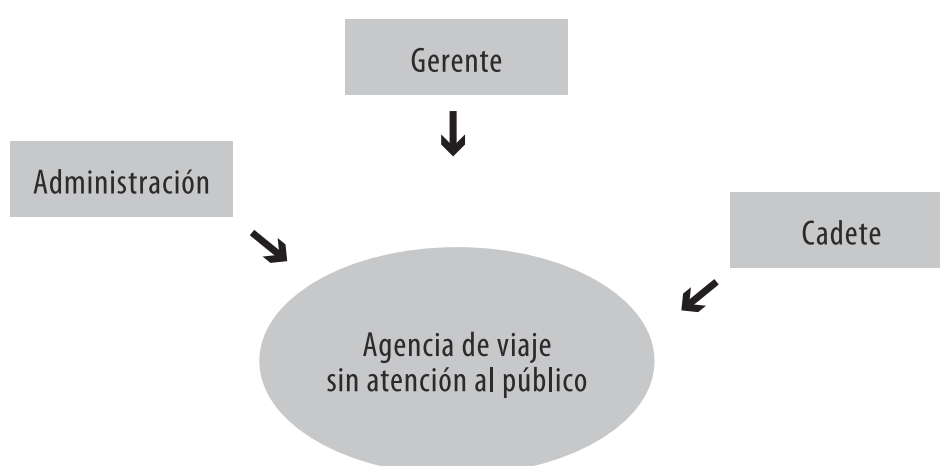 Gerente
Administración
Cadete
Agencia de viaje
sin atención al público